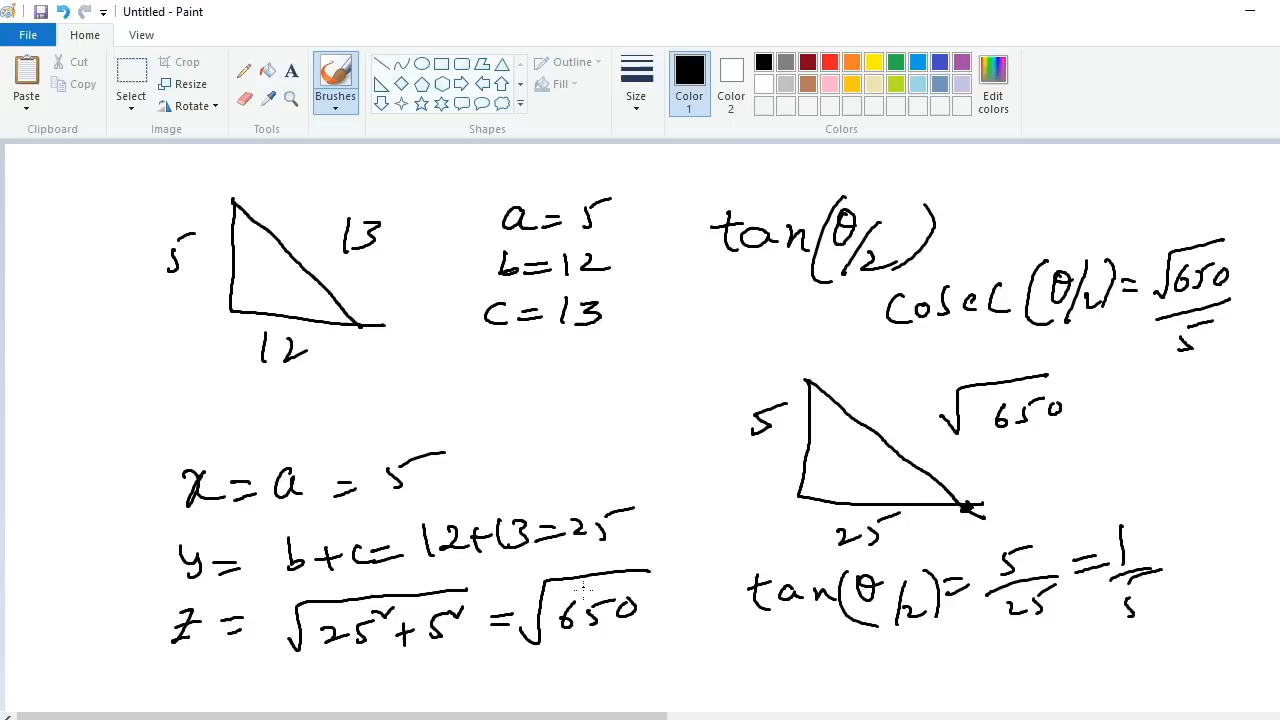 Untitled - Paint
File Home View
Paste
Cut
Copy
Clipboard
Select
Crop
Resize
Rotate
Image
A
Tools
Brushes
Shapes
Outline
Fill
Size
Color 1
Color 2
Edit colors
Colors
5
13
12
a = 5
b = 12
c = 13
tan(θ/2)
cosec(θ/2) = √650/5
5
√650
25
x = a = 5
y = b + c = 12+13 = 25
z = √25²+5² = √650
tan(θ/2) = 5/25 = 1/5